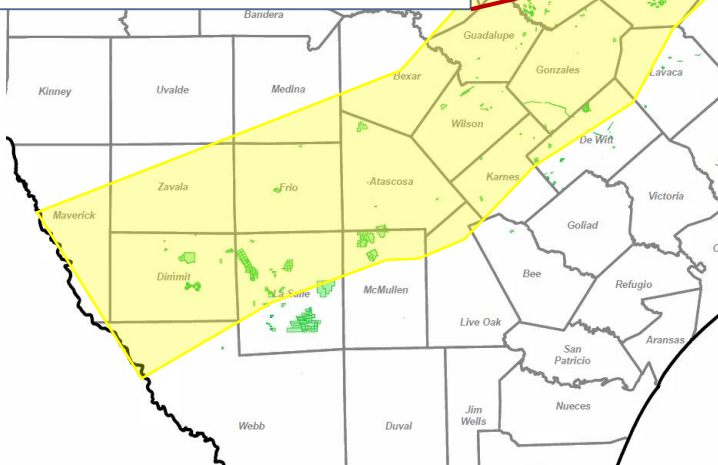 Bandera
Guadalupe
Kinney
Uvalde
Medina
Bexar
Gonzales
Lavaca
Wilson
De Witt
Maverick
Zavala
Frio
Atascosa
Karnes
Victoria
Goliad
Dimmit
La Salle
McMullen
Bee
Refugio
Live Oak
Aransas
San
Patricio
Webb
Duval
Jim
Wells
Nueces